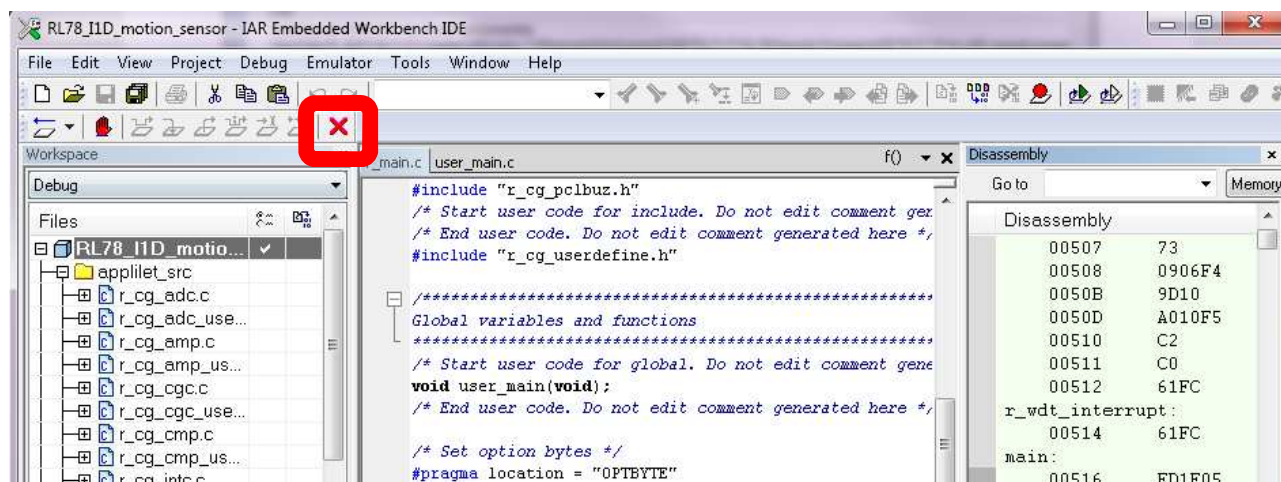 RL78_I1D_motion_sensor - IAR Embedded Workbench IDE
File Edit View Project Debug Emulator Tools Window Help
Workspace
Debug
Files
RL78_I1D_motio...
applilet_src
r_cg_adc.c
r_cg_adc_use...
r_cg_amp.c
r_cg_amp_us...
r_cg_cgc.c
r_cg_cgc_use...
r_cg_cmp.c
r_cg_cmp_us...
r_cg_intc.c
_main.c user_main.c f()
#include "r_cg_pclbuz.h"
/* Start user code for include. Do not edit comment ger
/* End user code. Do not edit comment generated here */
#include "r_cg_userdefine.h"
/******************************************************
Global variables and functions
*******************************************************
/* Start user code for global. Do not edit comment gene
void user_main(void);
/* End user code. Do not edit comment generated here */
/* Set option bytes */
#pragma location = "OPTBYTE"
Disassembly
Go to Memory
Disassembly
00507 73
00508 0906F4
0050B 9D10
0050D A010F5
00510 C2
00511 C0
00512 61FC
r_wdt_interrupt:
00514 61FC
main:
00516 FD1F05